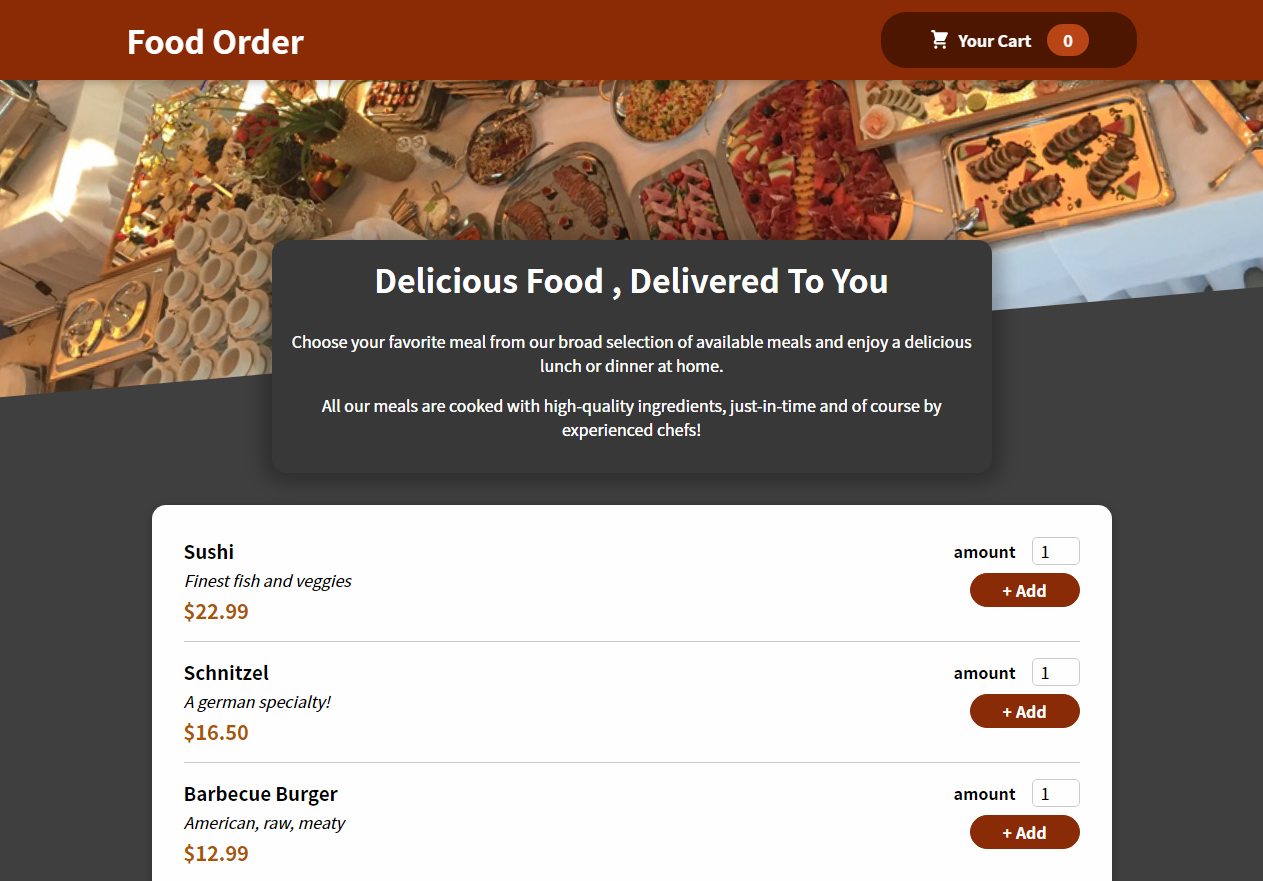 Food Order
Your Cart 0
Delicious Food , Delivered To You
Choose your favorite meal from our broad selection of available meals and enjoy a delicious
lunch or dinner at home.
All our meals are cooked with high-quality ingredients, just-in-time and of course by
experienced chefs!
Sushi
Finest fish and veggies
$22.99
amount 1
+ Add
Schnitzel
A german specialty!
$16.50
amount 1
+ Add
Barbecue Burger
American, raw, meaty
$12.99
amount 1
+ Add